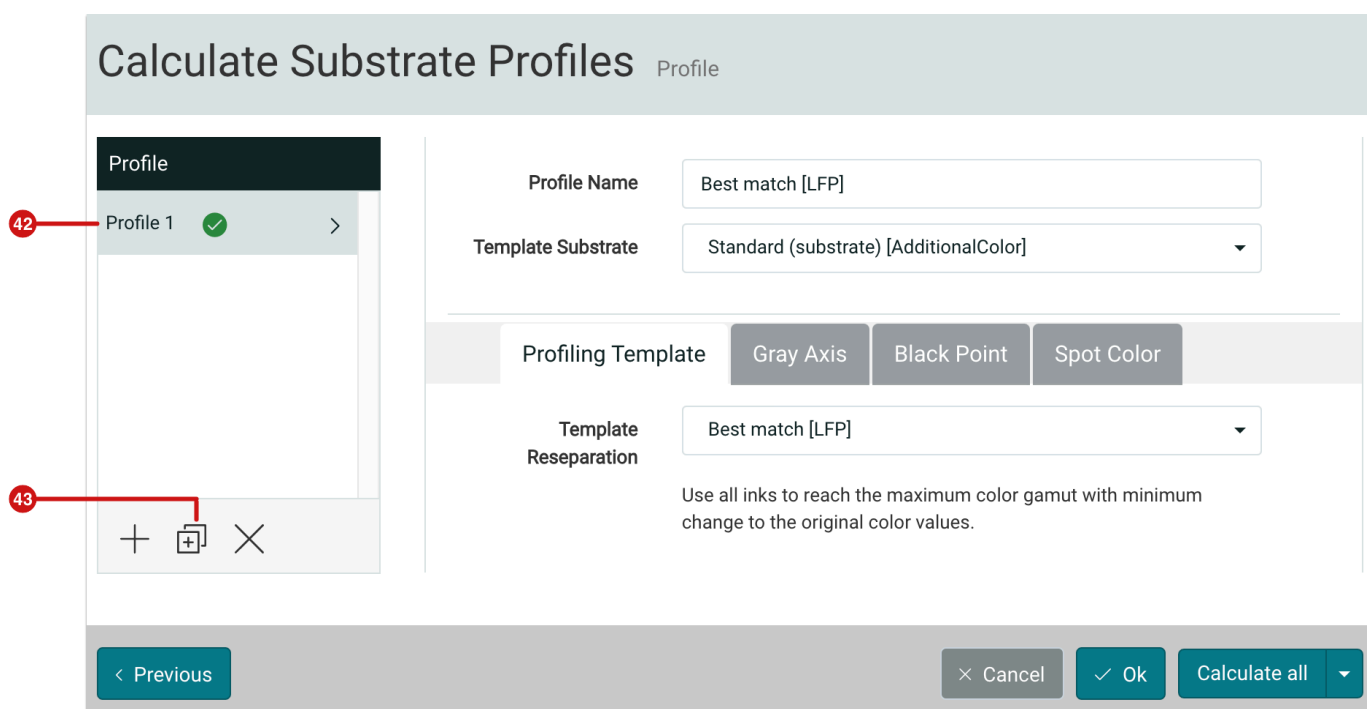 Calculate Substrate Profiles Profile
Profile
42
Profile 1
43
Profile Name
Best match [LFP]
Template Substrate
Standard (substrate) [AdditionalColor]
Profiling Template
Gray Axis
Black Point
Spot Color
Template
Reseparation
Best match [LFP]
Use all inks to reach the maximum color gamut with minimum
change to the original color values.
Previous
Cancel
Ok
Calculate all